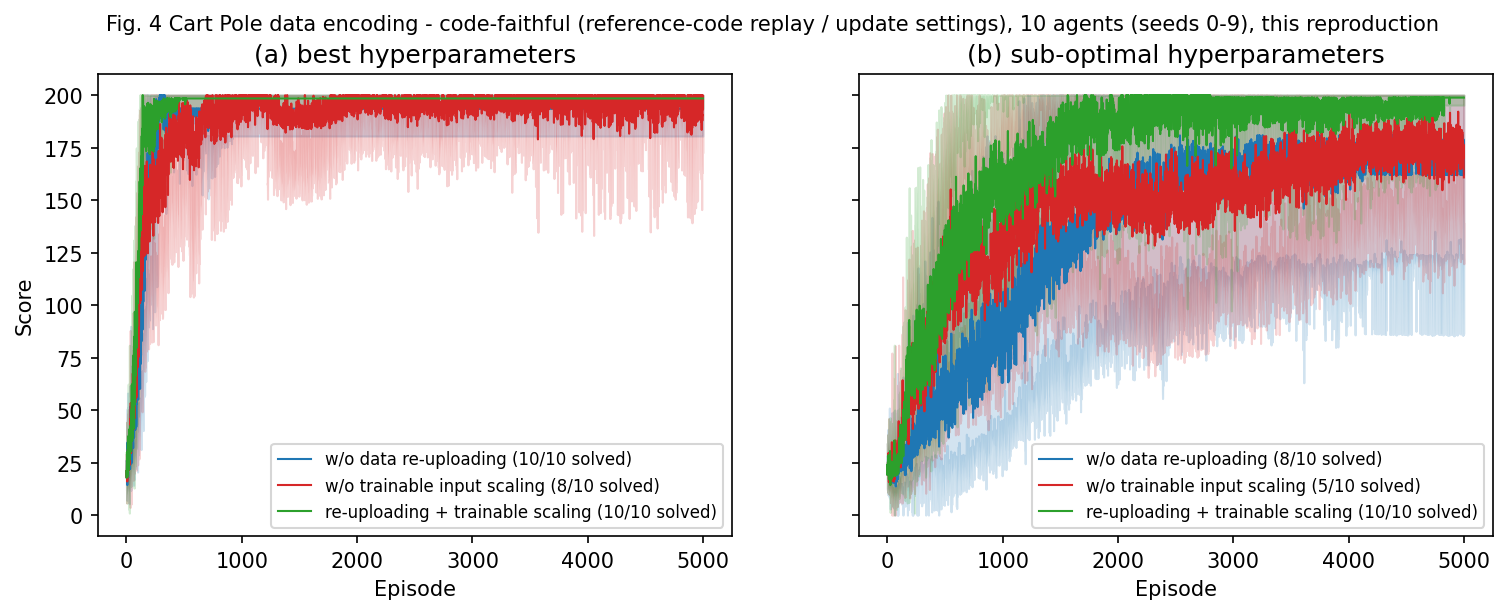 Fig. 4 Cart Pole data encoding - code-faithful (reference-code replay / update settings), 10 agents (seeds 0-9), this reproduction
(a) best hyperparameters
Score
200
175
150
125
100
75
50
25
0
w/o data re-uploading (10/10 solved)
w/o trainable input scaling (8/10 solved)
re-uploading + trainable scaling (10/10 solved)
0 1000 2000 3000 4000 5000
Episode
(b) sub-optimal hyperparameters
w/o data re-uploading (8/10 solved)
w/o trainable input scaling (5/10 solved)
re-uploading + trainable scaling (10/10 solved)
0 1000 2000 3000 4000 5000
Episode